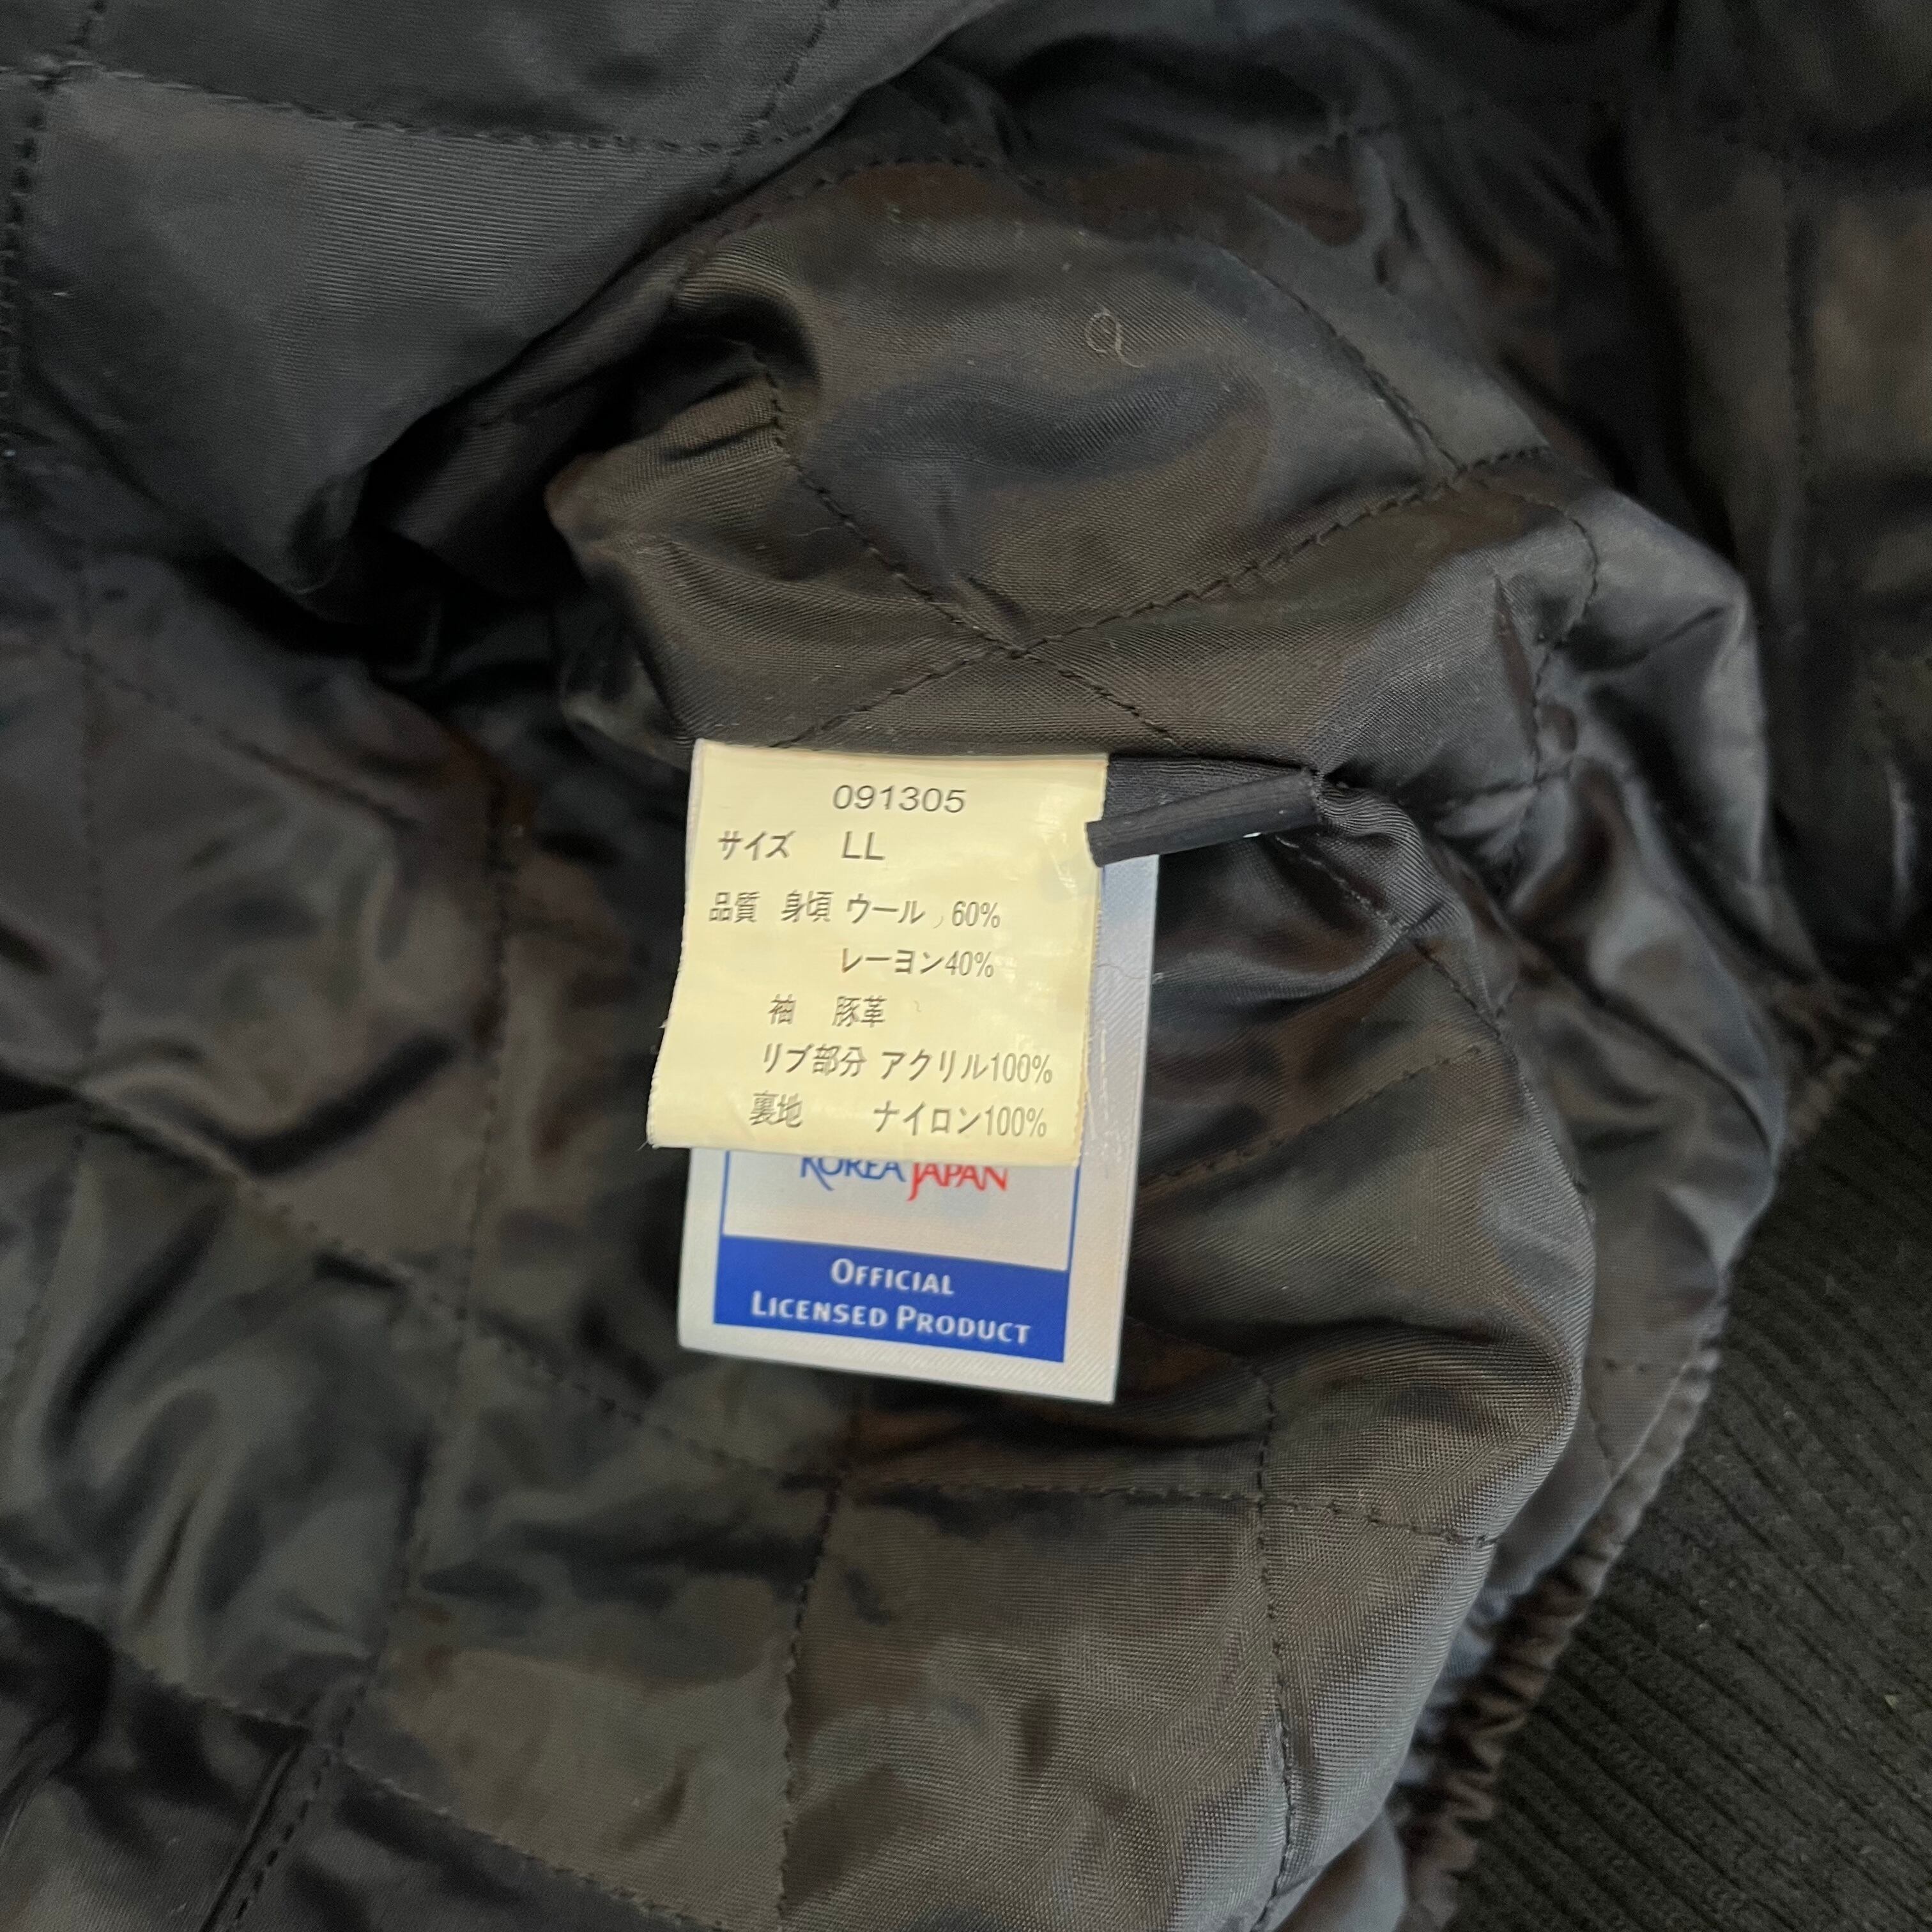 091305
サイズ LL
品質 身頃 ウール 60%
レーヨン40%
袖 豚革
リブ部分 アクリル100%
裏地 ナイロン100%
KOREA JAPAN
OFFICIAL
LICENSED PRODUCT